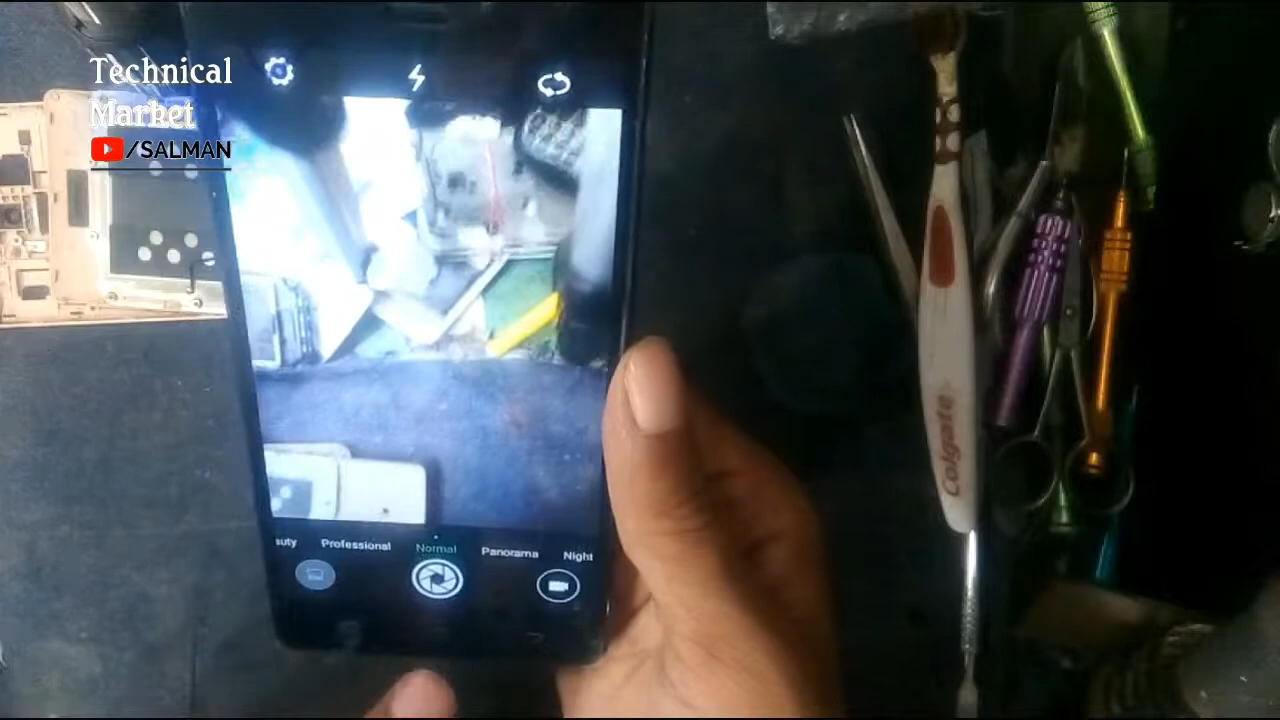 Technical
Market
/SALMAN
uty
Professional
Normal
Panorama
Night
Colgate